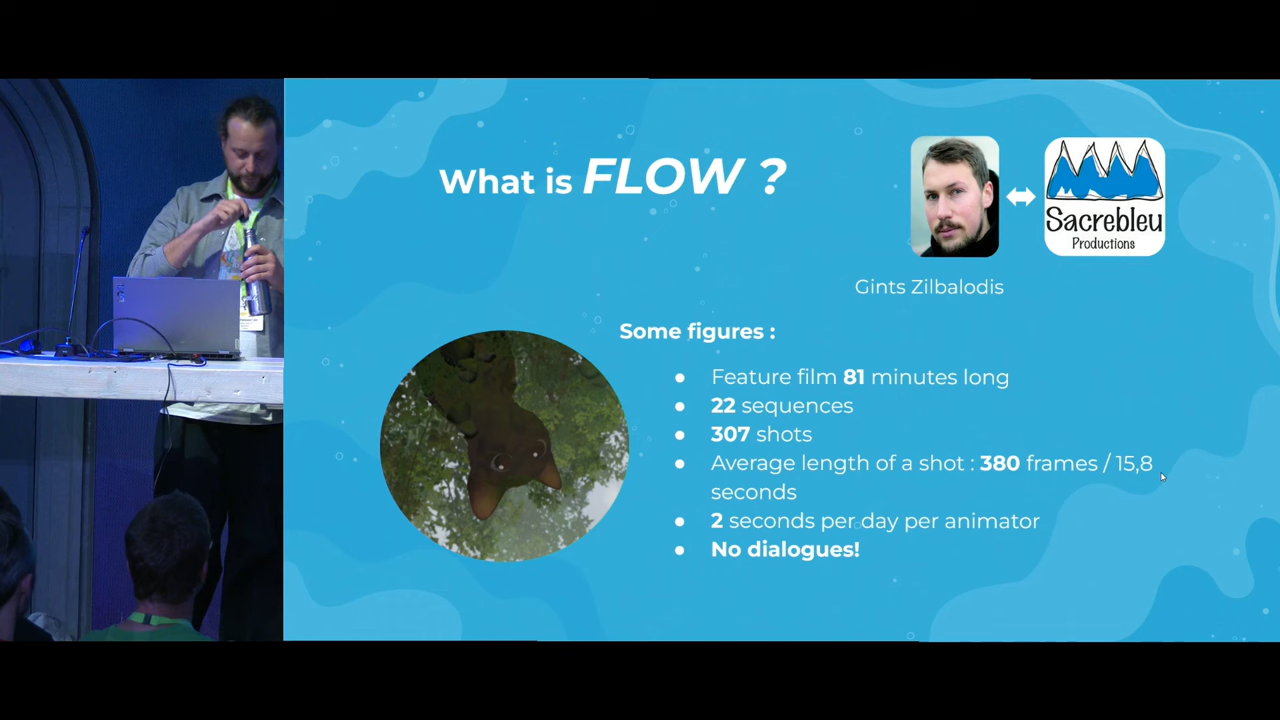 What is FLOW ?
Sacrebleu
Productions
Gints Zilbalodis
Some figures :
● Feature film 81 minutes long
● 22 sequences
● 307 shots
● Average length of a shot : 380 frames / 15,8
seconds
● 2 seconds per day per animator
● No dialogues!